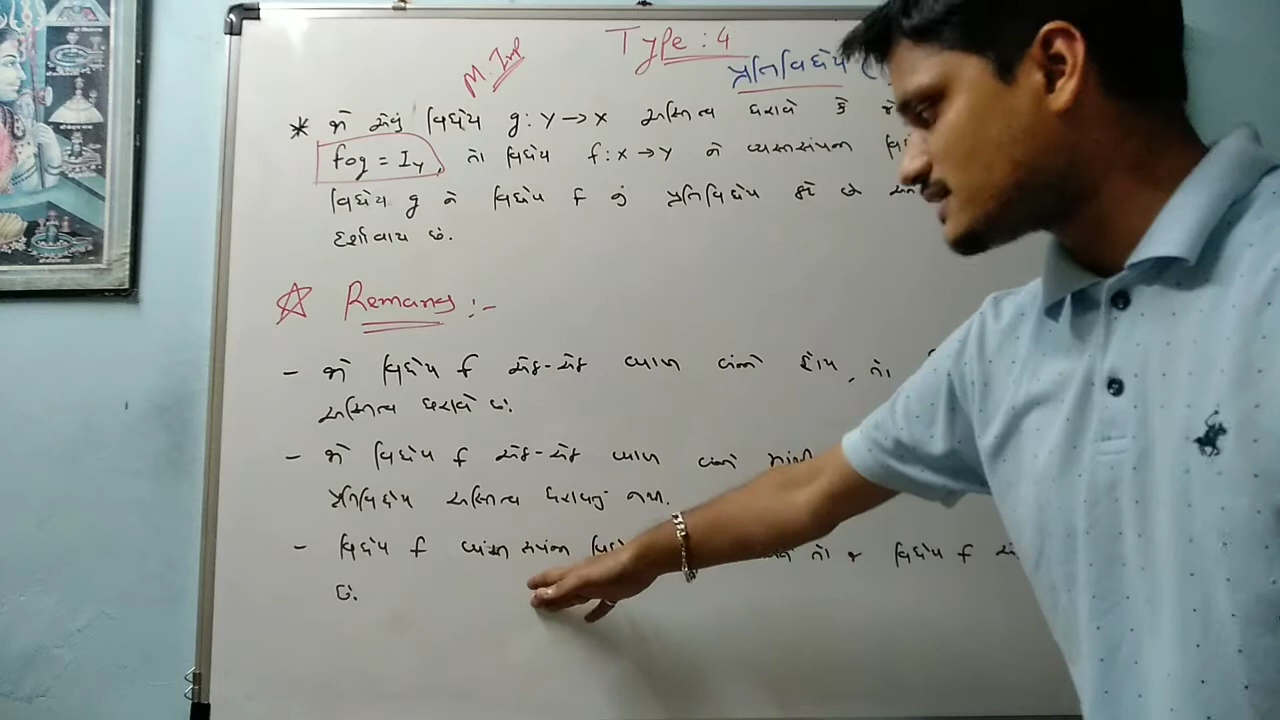 Type : 4
M. Imp
પ્રતિવિધેય (
* જો એવું વિધેય g : Y → X અસ્તિત્વ ધરાવે કે જે
fog = I_Y, તો વિધેય f : X → Y ને વ્યસ્તસંપન્ન
વિધેય g ને વિધેય f નું પ્રતિવિધેય કહે છે
દર્શાવાય છે.
☆ Remarks :-
- જો વિધેય f એક-એક વ્યાપ્ત બંને હોય, તો
અસ્તિત્વ ધરાવે છે.
- જો વિધેય f એક-એક વ્યાપ્ત બંને
પ્રતિવિધેય અસ્તિત્વ ધરાવતું નથી.
- વિધેય f વ્યસ્ત સંપન્ન તો જ વિધેય f
છે.